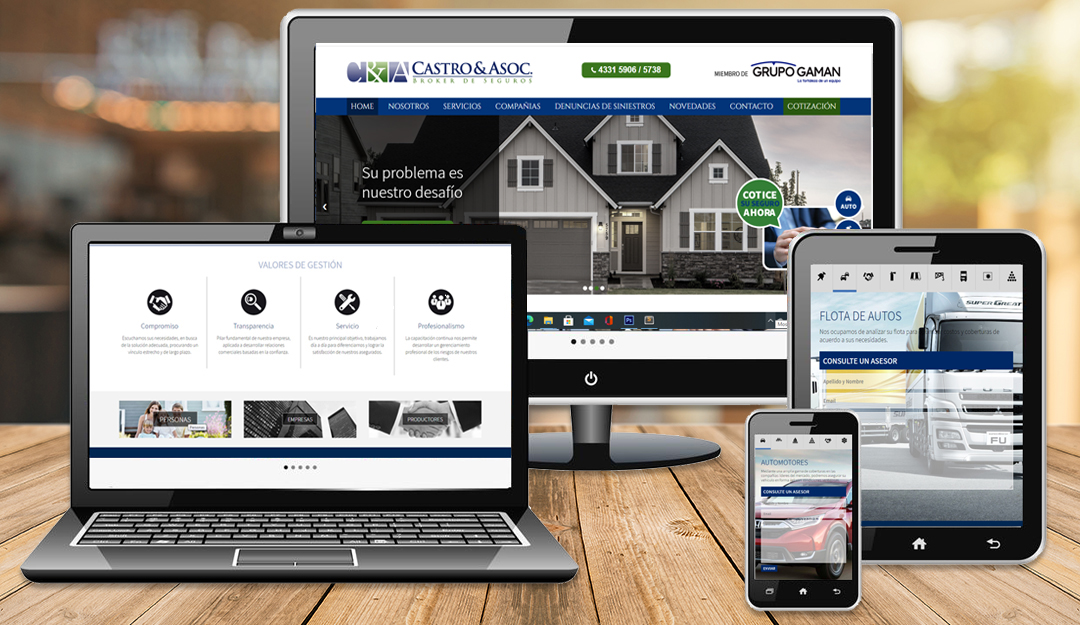 C&A CASTRO & ASOC.
BROKER DE SEGUROS
4331 5906 / 5738
MIEMBRO DE GRUPO GAMAN
La fortaleza de un equipo
HOME NOSOTROS SERVICIOS COMPAÑIAS DENUNCIAS DE SINIESTROS NOVEDADES CONTACTO COTIZACIÓN
Su problema es
nuestro desafío
COTICE
SU SEGURO
AHORA
AUTO
VALORES DE GESTIÓN
Compromiso
Escuchamos sus necesidades, en busca
de la solución adecuada, procurando un
vínculo estrecho y de largo plazo.
Transparencia
Pilar fundamental de nuestra empresa,
aplicado a desarrollar relaciones
comerciales basadas en la confianza.
Servicio
Es nuestro principal objetivo, trabajamos
día a día para diferenciarnos y lograr la
satisfacción de nuestros asegurados.
Profesionalismo
La capacitación continua nos permite
desarrollar un gerenciamiento
profesional de los riesgos de nuestros
clientes.
PERSONAS
EMPRESAS
PRODUCTORES
SUPER GREAT
FLOTA DE AUTOS
Nos ocupamos de analizar su flota para
acuerdo a sus necesidades.
CONSULTE UN ASESOR
Apellido y Nombre
Email
FU
AUTOMOTORES
CONSULTE UN ASESOR
ENVIAR